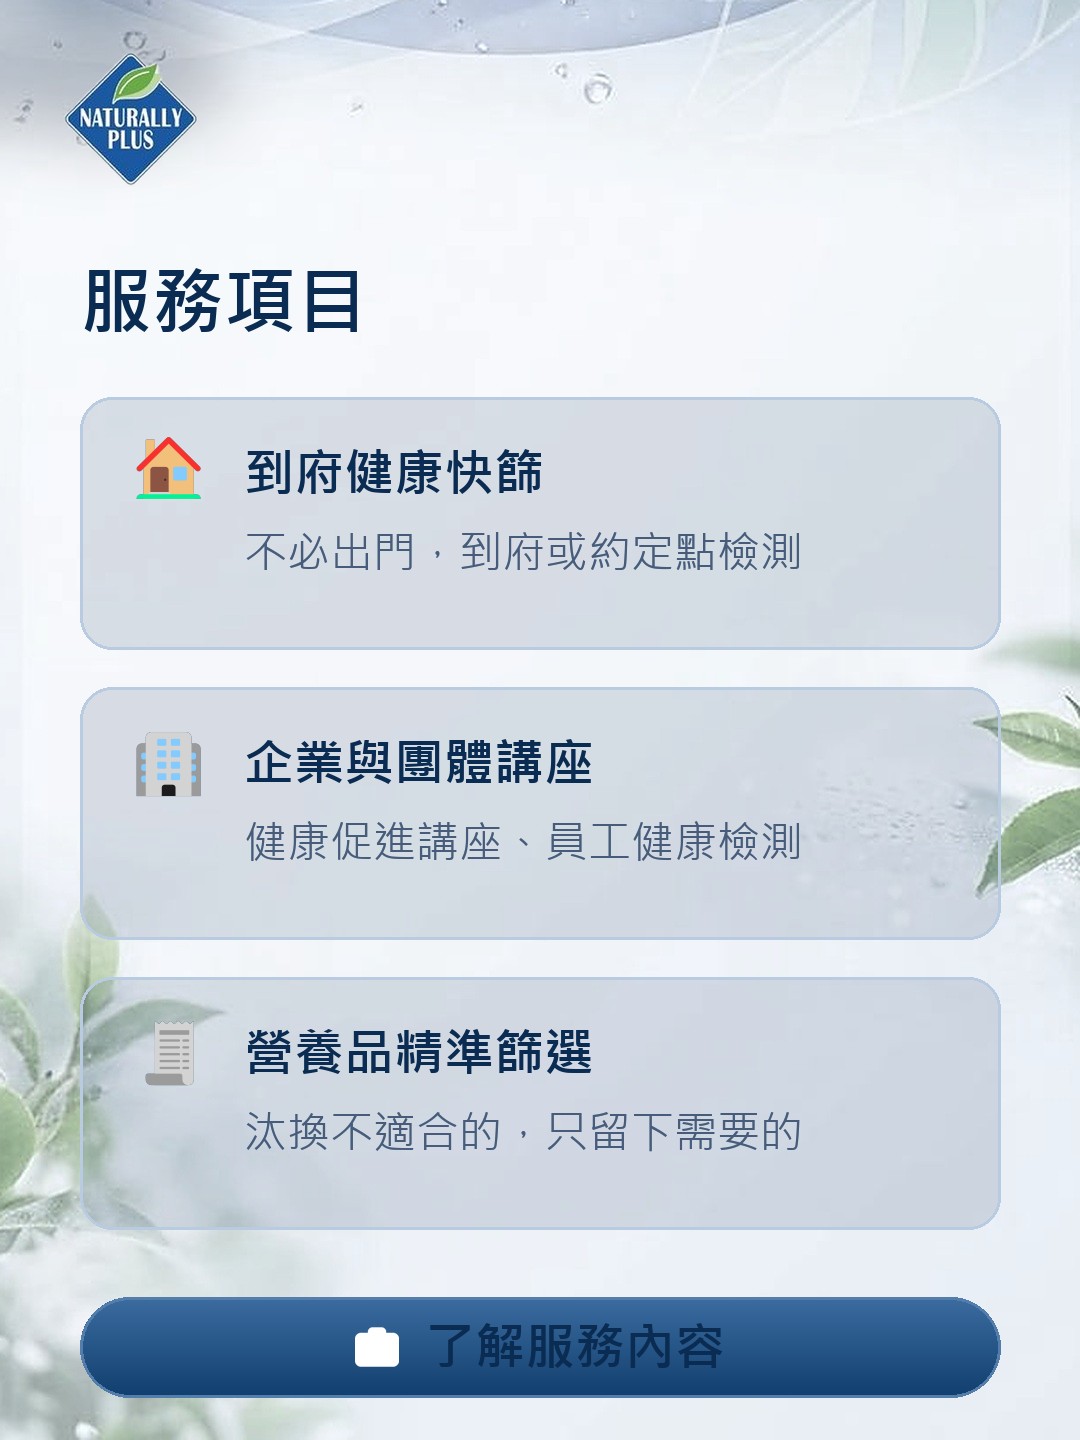 NATURALLY
PLUS
服務項目
到府健康快篩
不必出門，到府或約定點檢測
企業與團體講座
健康促進講座、員工健康檢測
營養品精準篩選
汰換不適合的，只留下需要的
了解服務內容